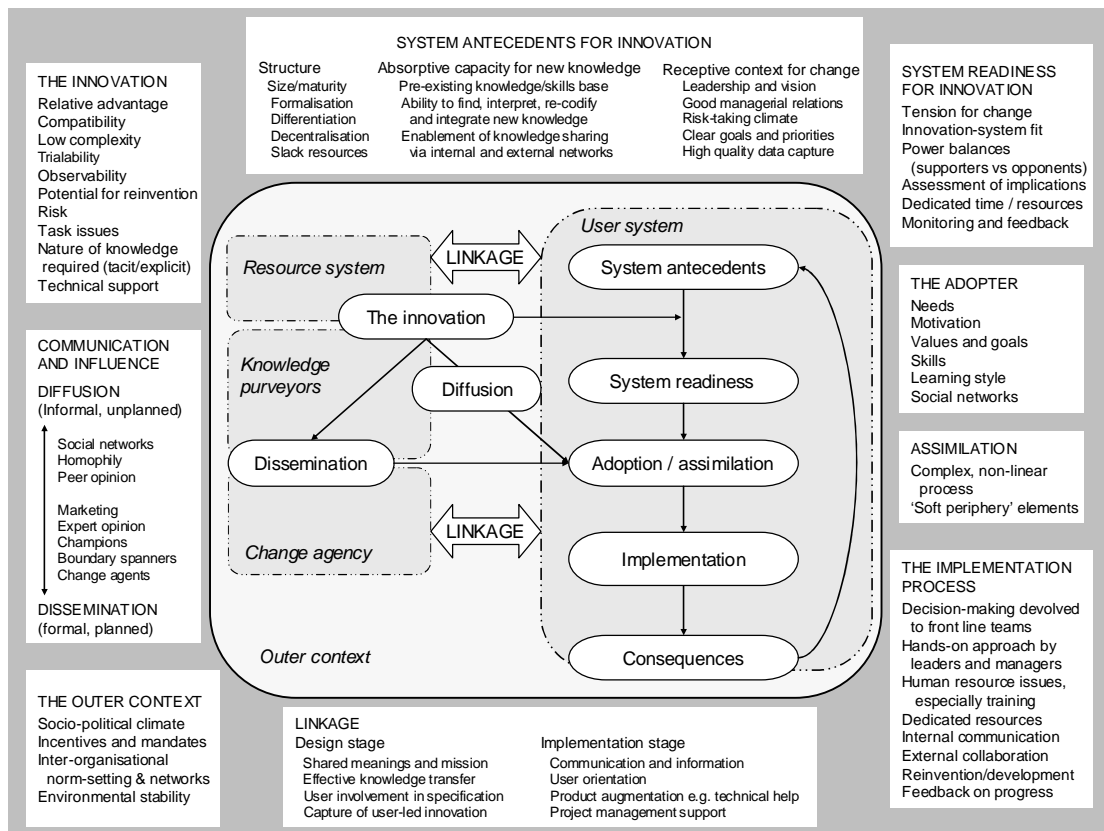 SYSTEM ANTECEDENTS FOR INNOVATION
Structure
Size/maturity
Formalisation
Differentiation
Decentralisation
Slack resources
Absorptive capacity for new knowledge
Pre-existing knowledge/skills base
Ability to find, interpret, re-codify
and integrate new knowledge
Enablement of knowledge sharing
via internal and external networks
Receptive context for change
Leadership and vision
Good managerial relations
Risk-taking climate
Clear goals and priorities
High quality data capture
THE INNOVATION
Relative advantage
Compatibility
Low complexity
Trialability
Observability
Potential for reinvention
Risk
Task issues
Nature of knowledge
required (tacit/explicit)
Technical support
COMMUNICATION
AND INFLUENCE
DIFFUSION
(Informal, unplanned)
Social networks
Homophily
Peer opinion
Marketing
Expert opinion
Champions
Boundary spanners
Change agents
DISSEMINATION
(formal, planned)
THE OUTER CONTEXT
Socio-political climate
Incentives and mandates
Inter-organisational
norm-setting & networks
Environmental stability
Resource system
LINKAGE
User system
System antecedents
The innovation
Knowledge
purveyors
Diffusion
System readiness
Dissemination
Adoption / assimilation
LINKAGE
Change agency
Implementation
Outer context
Consequences
LINKAGE
Design stage
Shared meanings and mission
Effective knowledge transfer
User involvement in specification
Capture of user-led innovation
Implementation stage
Communication and information
User orientation
Product augmentation e.g. technical help
Project management support
SYSTEM READINESS
FOR INNOVATION
Tension for change
Innovation-system fit
Power balances
(supporters vs opponents)
Assessment of implications
Dedicated time / resources
Monitoring and feedback
THE ADOPTER
Needs
Motivation
Values and goals
Skills
Learning style
Social networks
ASSIMILATION
Complex, non-linear
process
‘Soft periphery’ elements
THE IMPLEMENTATION
PROCESS
Decision-making devolved
to front line teams
Hands-on approach by
leaders and managers
Human resource issues,
especially training
Dedicated resources
Internal communication
External collaboration
Reinvention/development
Feedback on progress